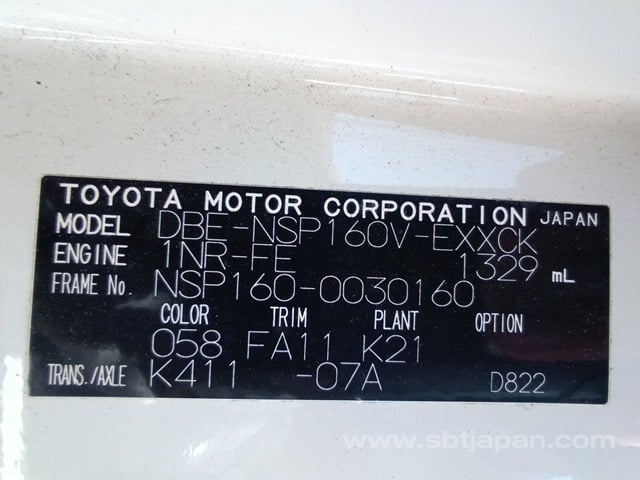 TOYOTA MOTOR CORPORATION JAPAN
MODEL DBE-NSP160V-EXXCK
ENGINE 1NR-FE 1329 mL
FRAME No. NSP160-0030160
COLOR TRIM PLANT OPTION
058 FA11 K21
TRANS./AXLE K411 -07A D822
www.sbtjapan.com